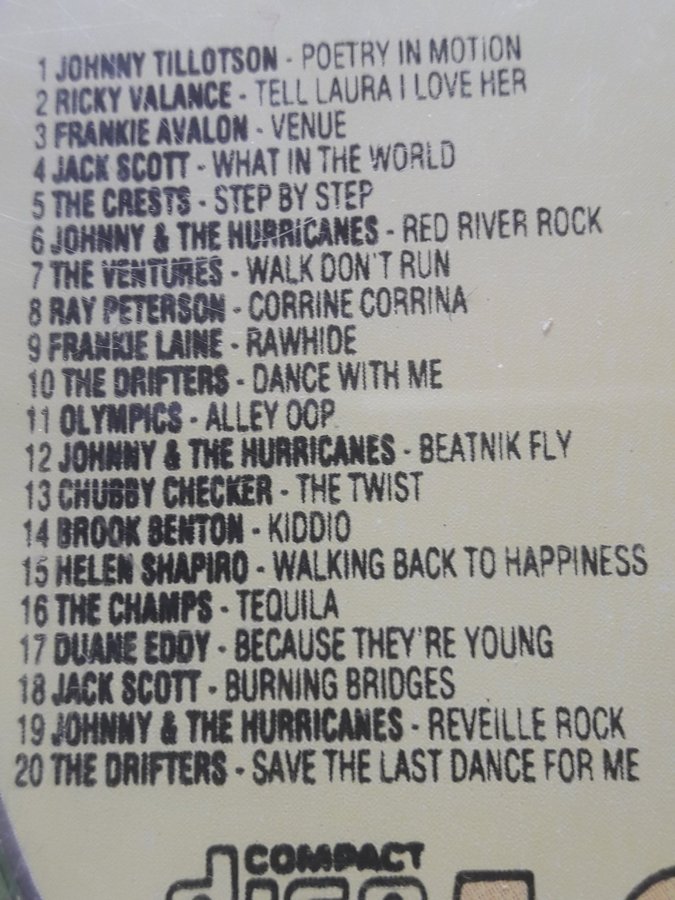 1 JOHNNY TILLOTSON - POETRY IN MOTION
2 RICKY VALANCE - TELL LAURA I LOVE HER
3 FRANKIE AVALON - VENUE
4 JACK SCOTT - WHAT IN THE WORLD
5 THE CRESTS - STEP BY STEP
6 JOHNNY & THE HURRICANES - RED RIVER ROCK
7 THE VENTURES - WALK DON'T RUN
8 RAY PETERSON - CORRINE CORRINA
9 FRANKIE LAINE - RAWHIDE
10 THE DRIFTERS - DANCE WITH ME
11 OLYMPICS - ALLEY OOP
12 JOHNNY & THE HURRICANES - BEATNIK FLY
13 CHUBBY CHECKER - THE TWIST
14 BROOK BENTON - KIDDIO
15 HELEN SHAPIRO - WALKING BACK TO HAPPINESS
16 THE CHAMPS - TEQUILA
17 DUANE EDDY - BECAUSE THEY'RE YOUNG
18 JACK SCOTT - BURNING BRIDGES
19 JOHNNY & THE HURRICANES - REVEILLE ROCK
20 THE DRIFTERS - SAVE THE LAST DANCE FOR ME
COMPACT
disc